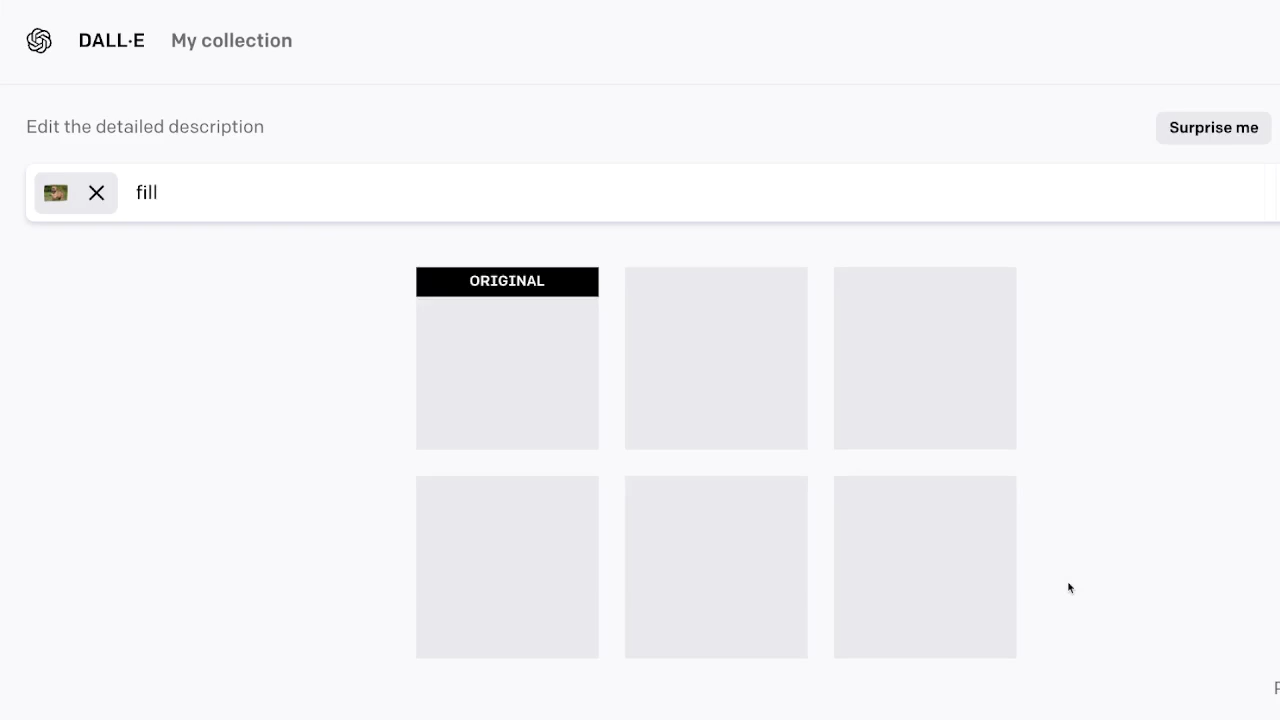 DALL·E My collection
Edit the detailed description
Surprise me
fill
ORIGINAL